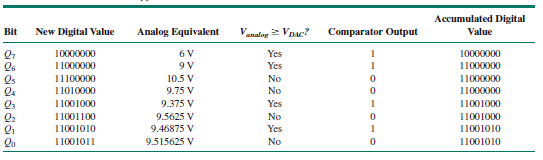 Accumulated Digital
Bit New Digital Value Analog Equivalent Vanalog ≥ VDAC? Comparator Output Value
Q7 10000000 6 V Yes 1 10000000
Q6 11000000 9 V Yes 1 11000000
Q5 11100000 10.5 V No 0 11000000
Q4 11010000 9.75 V No 0 11000000
Q3 11001000 9.375 V Yes 1 11001000
Q2 11001100 9.5625 V No 0 11001000
Q1 11001010 9.46875 V Yes 1 11001010
Q0 11001011 9.515625 V No 0 11001010